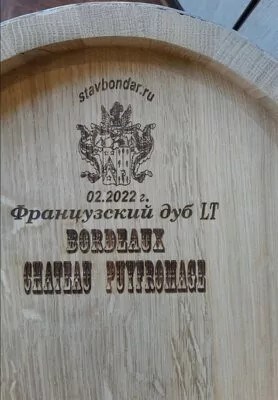 stavbondar.ru
02.2022 г.
Французский дуб LT
BORDEAUX
CHATEAU PUYFROMAGE